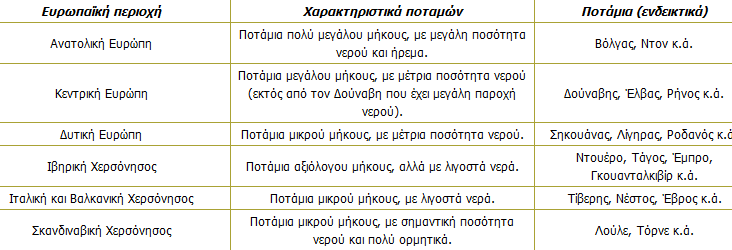 Ευρωπαϊκή περιοχή Χαρακτηριστικά ποταμών Ποτάμια (ενδεικτικά)
Ανατολική Ευρώπη Ποτάμια πολύ μεγάλου μήκους, με μεγάλη ποσότητα νερού και ήρεμα. Βόλγας, Ντον κ.ά.
Κεντρική Ευρώπη Ποτάμια μεγάλου μήκους, με μέτρια ποσότητα νερού (εκτός από τον Δούναβη που έχει μεγάλη παροχή νερού). Δούναβης, Έλβας, Ρήνος κ.ά.
Δυτική Ευρώπη Ποτάμια μικρού μήκους, με μέτρια ποσότητα νερού. Σηκουάνας, Λίγηρας, Ροδανός κ.ά
Ιβηρική Χερσόνησος Ποτάμια αξιόλογου μήκους, αλλά με λιγοστά νερά. Ντουέρο, Τάγος, Έμπρο, Γκουανταλκιβίρ κ.ά.
Ιταλική και Βαλκανική Χερσόνησος Ποτάμια μικρού μήκους, με λιγοστά νερά. Τίβερης, Νέστος, Έβρος κ.ά.
Σκανδιναβική Χερσόνησος Ποτάμια μικρού μήκους, με σημαντική ποσότητα νερού και πολύ ορμητικά. Λούλε, Τόρνε κ.ά.